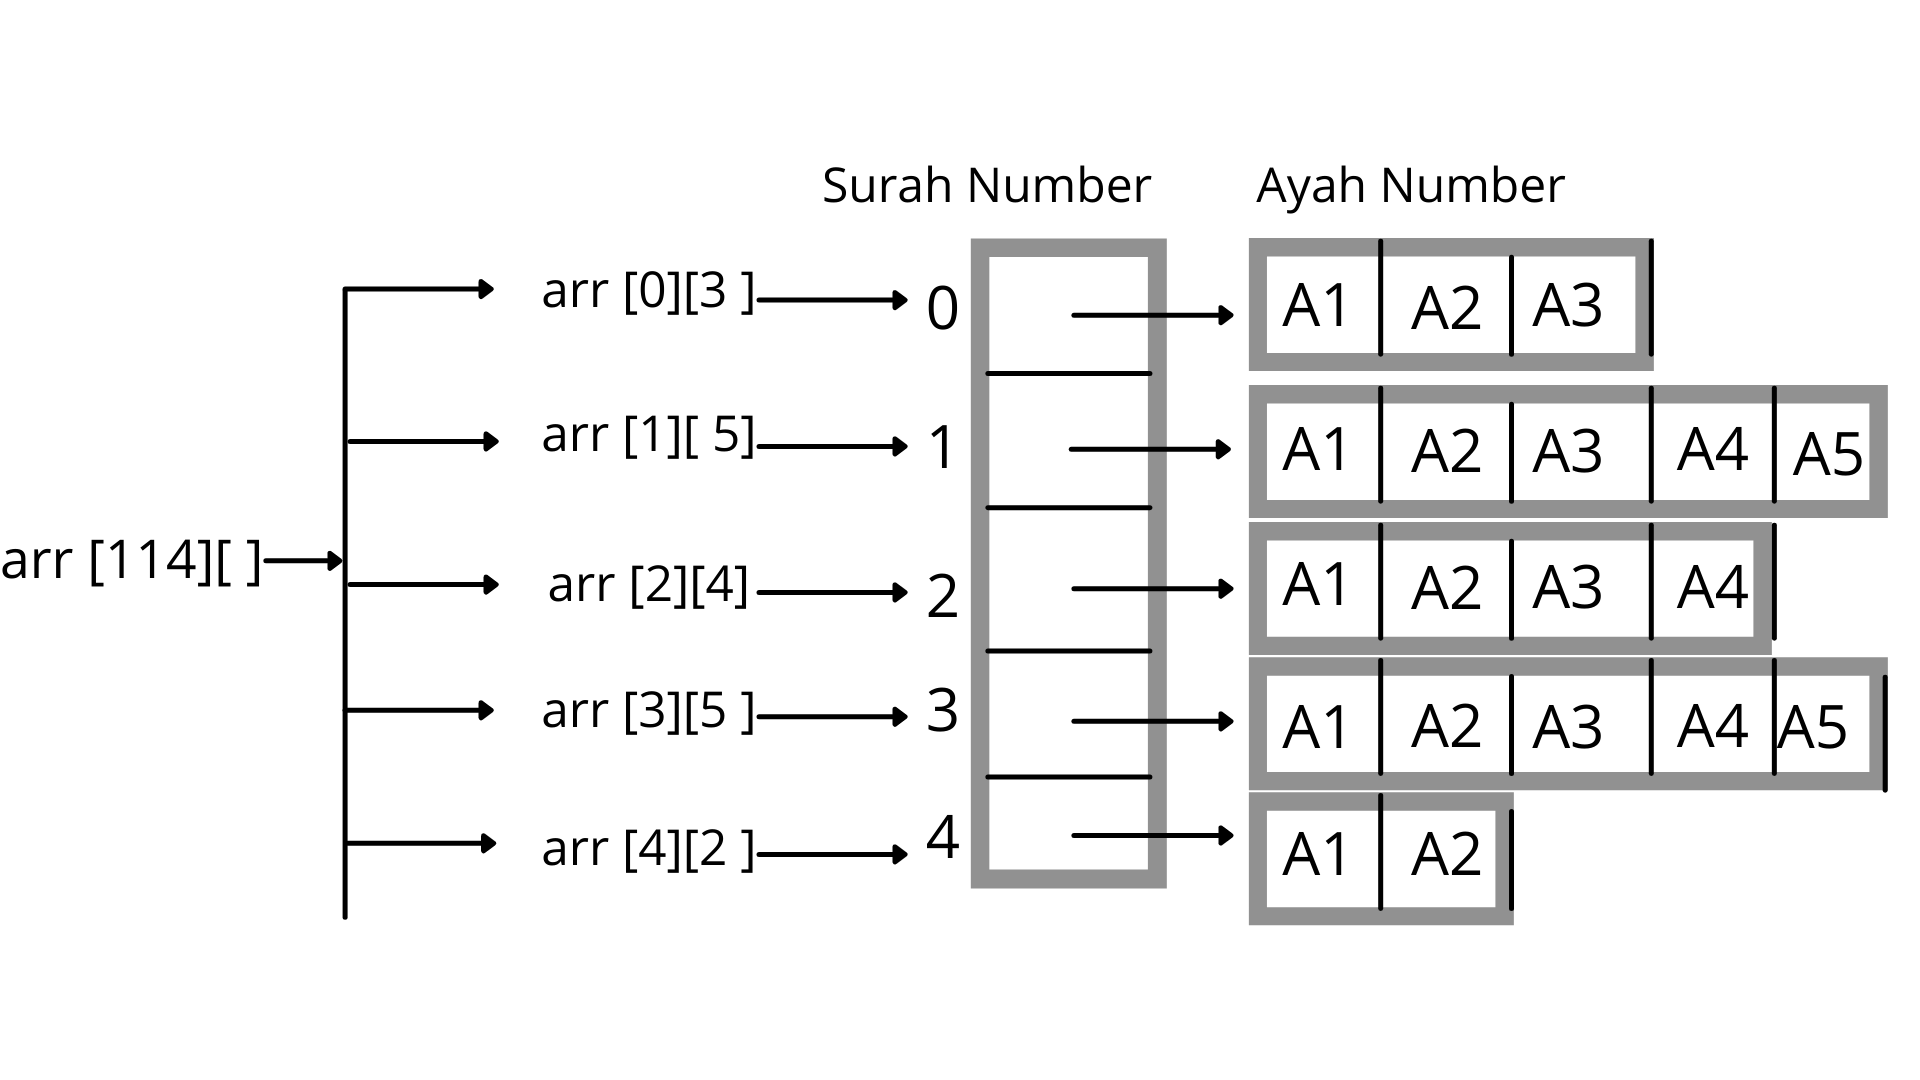 Surah Number Ayah Number
arr [0][3 ] 0 A1 A2 A3
arr [1][ 5] 1 A1 A2 A3 A4 A5
arr [114][ ]
arr [2][4] 2 A1 A2 A3 A4
arr [3][5 ] 3 A1 A2 A3 A4 A5
arr [4][2 ] 4 A1 A2